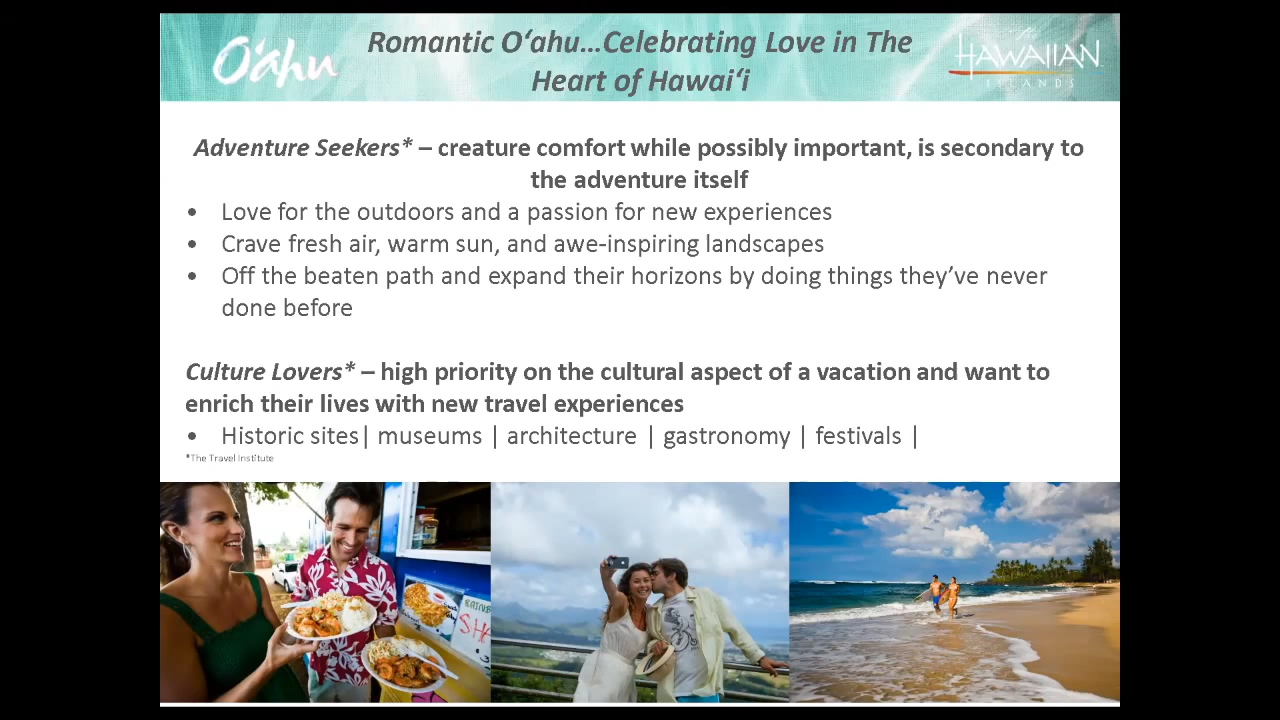 O'ahu
Romantic O‘ahu…Celebrating Love in The
Heart of Hawai‘i
The
HAWAIIAN
ISLANDS
Adventure Seekers* – creature comfort while possibly important, is secondary to
the adventure itself
• Love for the outdoors and a passion for new experiences
• Crave fresh air, warm sun, and awe-inspiring landscapes
• Off the beaten path and expand their horizons by doing things they’ve never
done before
Culture Lovers* – high priority on the cultural aspect of a vacation and want to
enrich their lives with new travel experiences
• Historic sites| museums | architecture | gastronomy | festivals |
*The Travel Institute